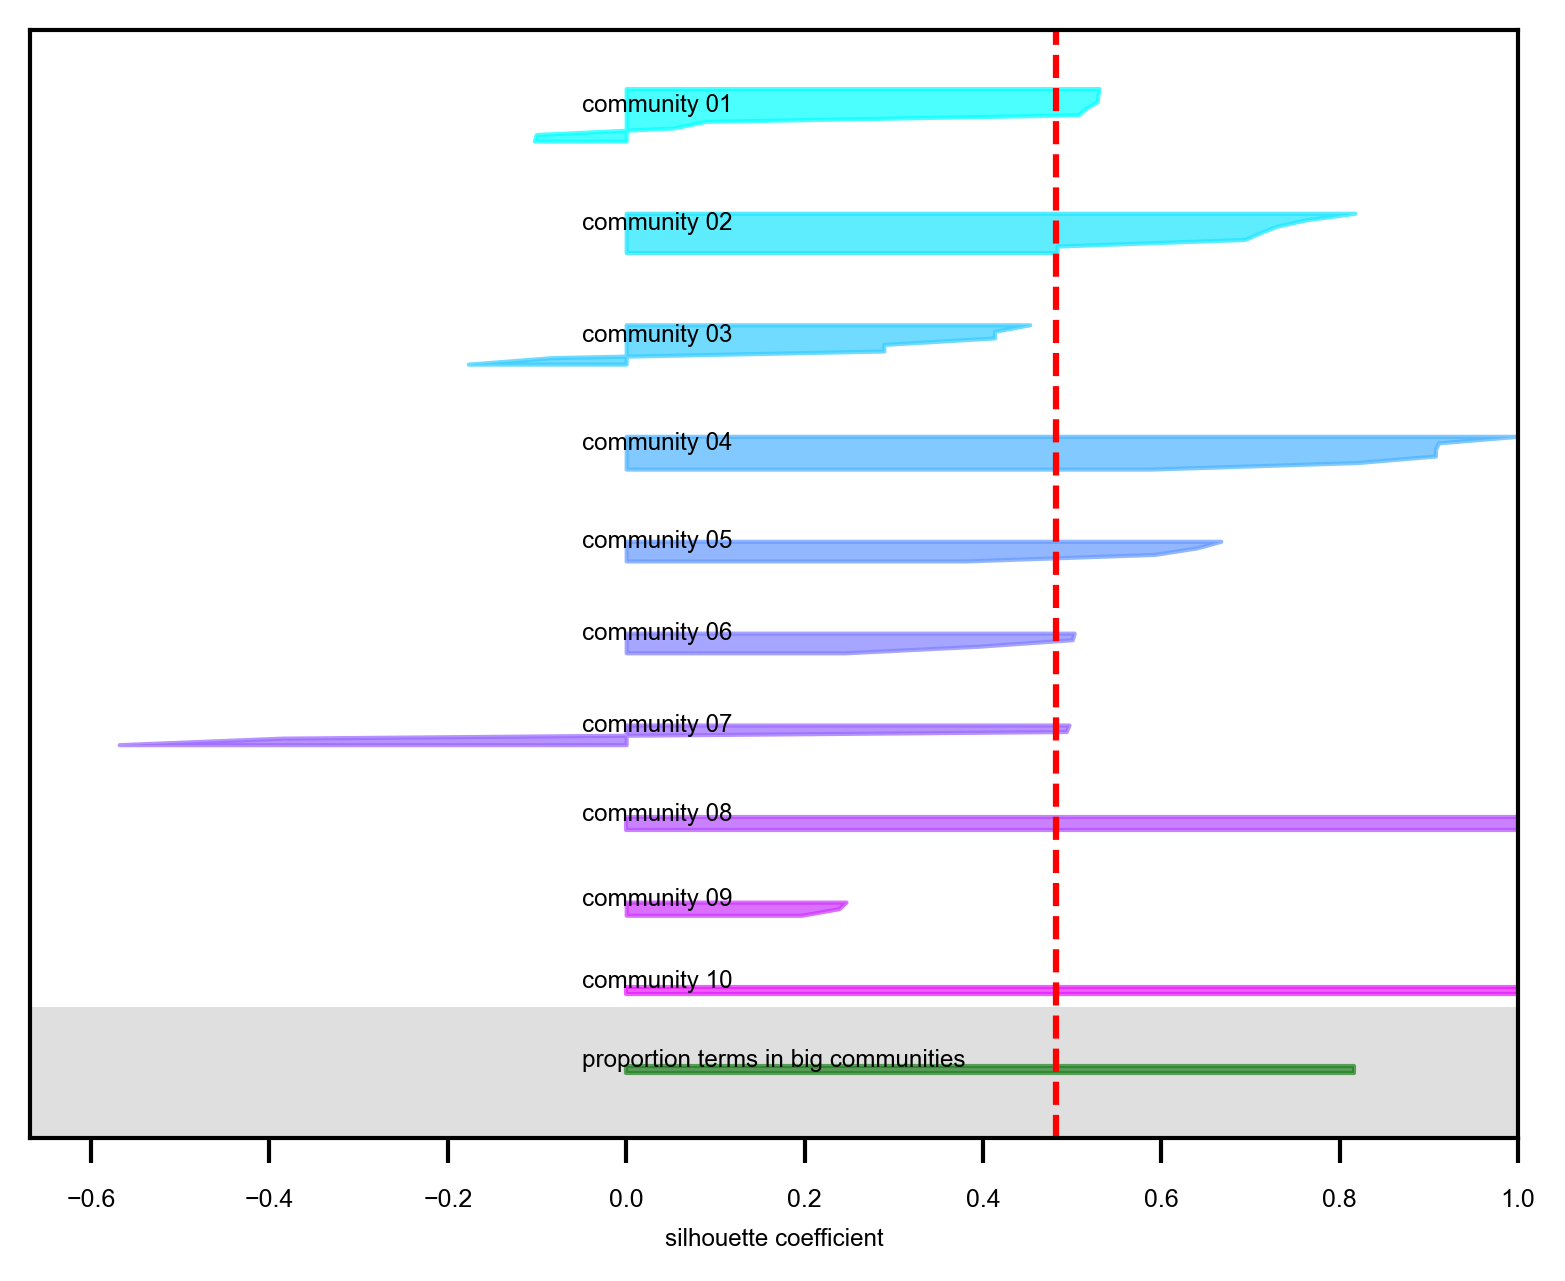 community 01
community 02
community 03
community 04
community 05
community 06
community 07
community 08
community 09
community 10
proportion terms in big communities
−0.6 −0.4 −0.2 0.0 0.2 0.4 0.6 0.8 1.0
silhouette coefficient